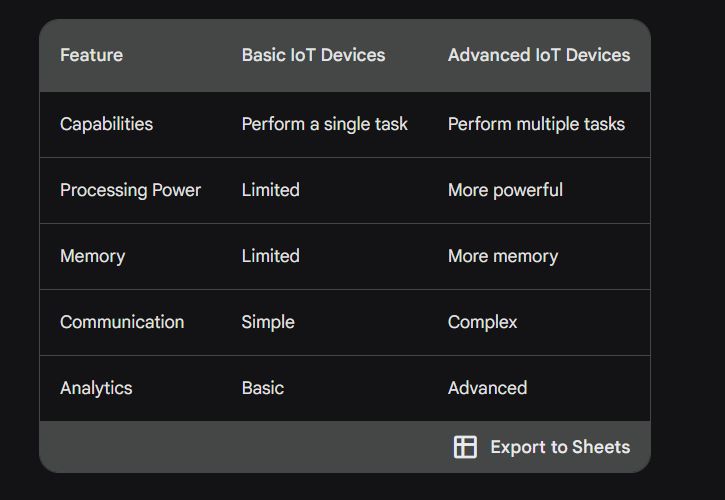 Feature Basic IoT Devices Advanced IoT Devices
Capabilities Perform a single task Perform multiple tasks
Processing Power Limited More powerful
Memory Limited More memory
Communication Simple Complex
Analytics Basic Advanced
Export to Sheets